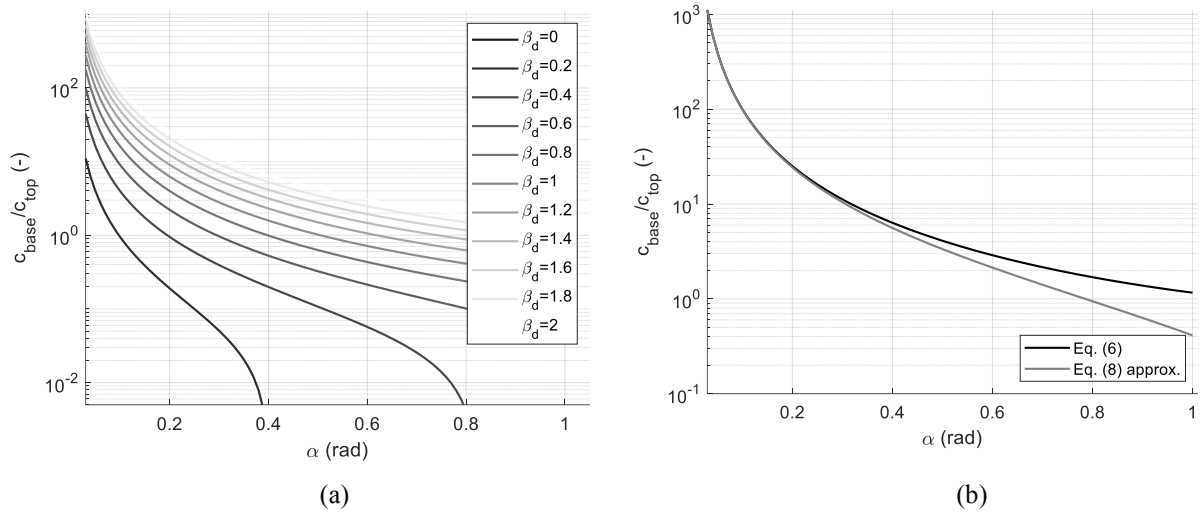 c_base/c_top (-)
10^2
10^0
10^-2
0.2 0.4 0.6 0.8 1
α (rad)
β_d=0
β_d=0.2
β_d=0.4
β_d=0.6
β_d=0.8
β_d=1
β_d=1.2
β_d=1.4
β_d=1.6
β_d=1.8
β_d=2
(a)
c_base/c_top (-)
10^3
10^2
10^1
10^0
10^-1
0.2 0.4 0.6 0.8 1
α (rad)
Eq. (6)
Eq. (8) approx.
(b)